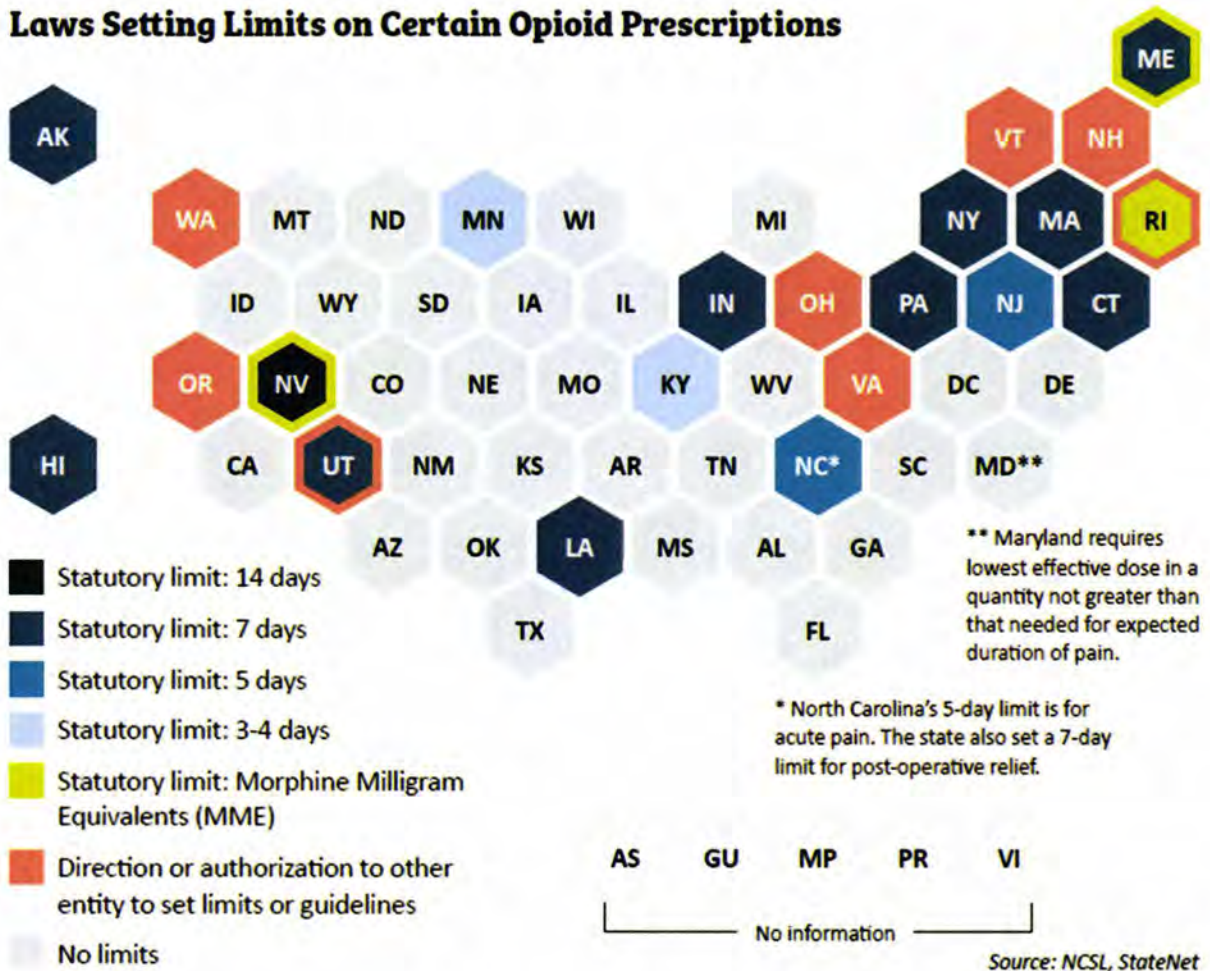 Laws Setting Limits on Certain Opioid Prescriptions
ME
AK
VT NH
WA MT ND MN WI MI NY MA RI
ID WY SD IA IL IN OH PA NJ CT
OR NV CO NE MO KY WV VA DC DE
HI CA UT NM KS AR TN NC* SC MD**
AZ OK LA MS AL GA
TX FL
** Maryland requires
lowest effective dose in a
quantity not greater than
that needed for expected
duration of pain.
* North Carolina's 5-day limit is for
acute pain. The state also set a 7-day
limit for post-operative relief.
Statutory limit: 14 days
Statutory limit: 7 days
Statutory limit: 5 days
Statutory limit: 3-4 days
Statutory limit: Morphine Milligram
Equivalents (MME)
Direction or authorization to other
entity to set limits or guidelines
No limits
AS GU MP PR VI
No information
Source: NCSL, StateNet